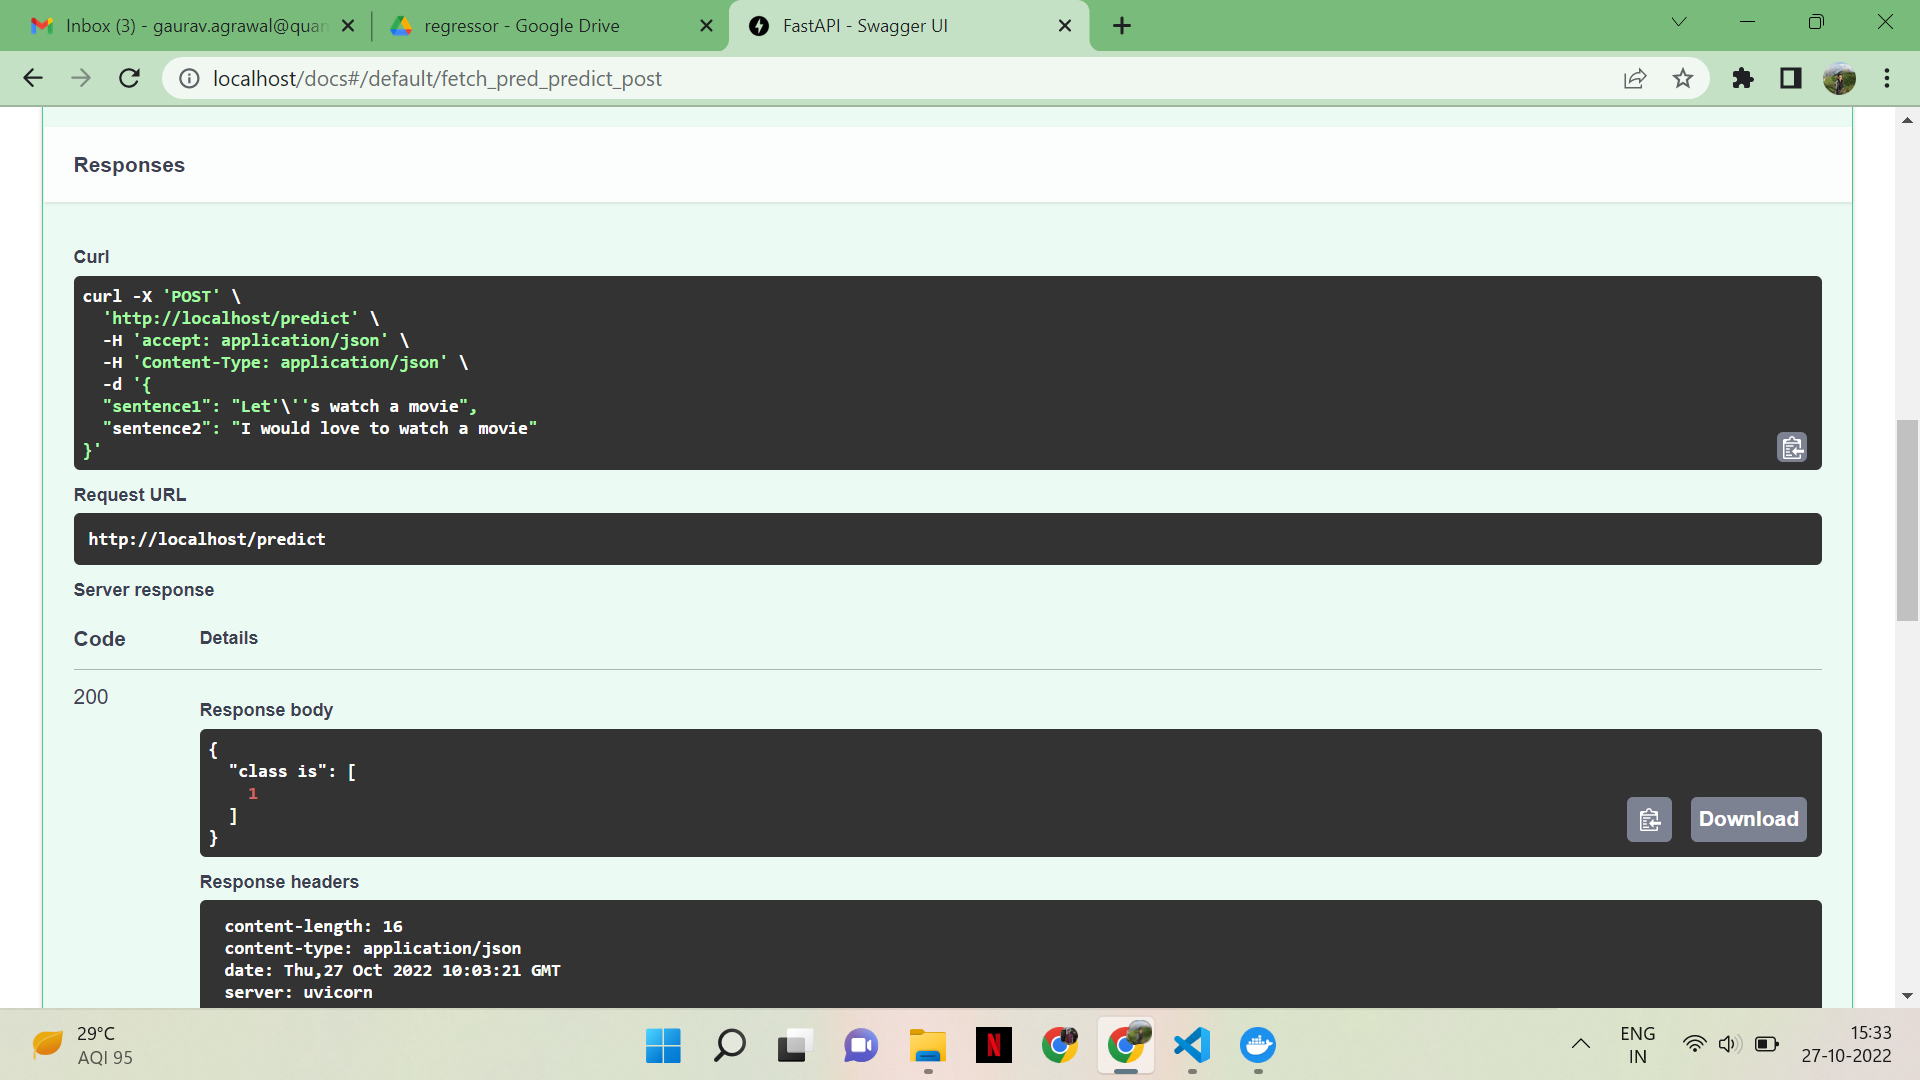 Inbox (3) - gaurav.agrawal@quan
regressor - Google Drive
FastAPI - Swagger UI
localhost/docs#/default/fetch_pred_predict_post
Responses
Curl
curl -X 'POST' \
'http://localhost/predict' \
-H 'accept: application/json' \
-H 'Content-Type: application/json' \
-d '{
"sentence1": "Let'\''s watch a movie",
"sentence2": "I would love to watch a movie"
}'
Request URL
http://localhost/predict
Server response
Code Details
200
Response body
{
"class is": [
1
]
}
Download
Response headers
content-length: 16
content-type: application/json
date: Thu,27 Oct 2022 10:03:21 GMT
server: uvicorn
29°C
AQI 95
N
ENG
IN
15:33
27-10-2022